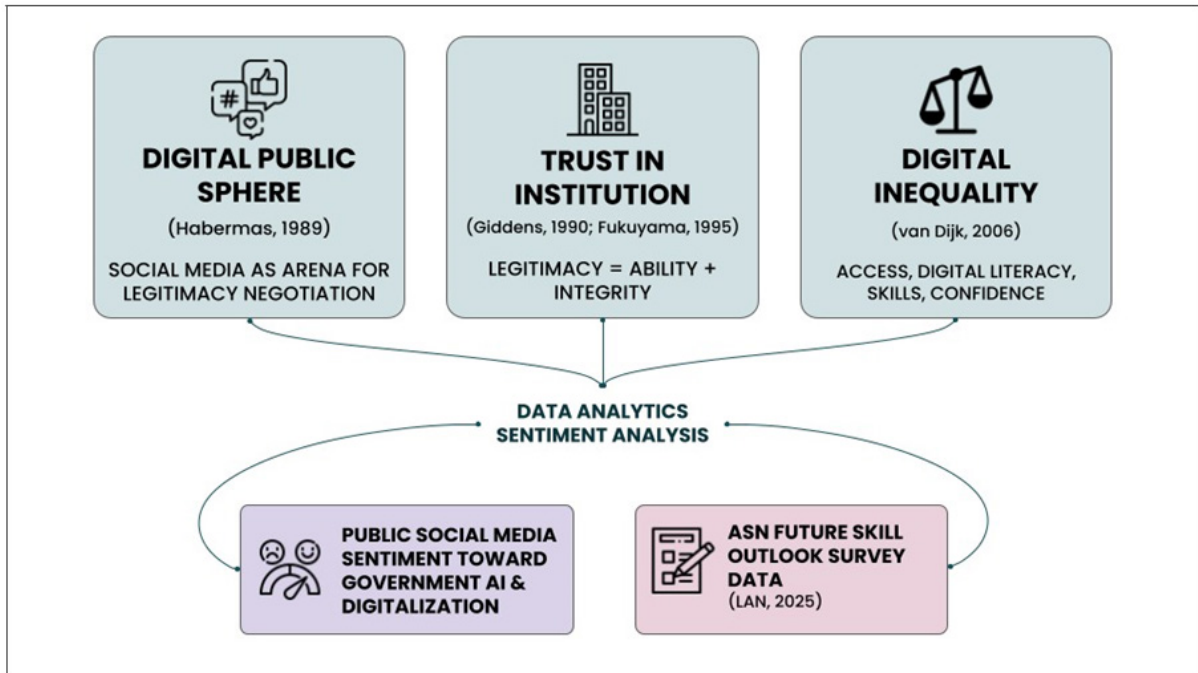 #
DIGITAL PUBLIC
SPHERE
(Habermas, 1989)
SOCIAL MEDIA AS ARENA FOR
LEGITIMACY NEGOTIATION
TRUST IN
INSTITUTION
(Giddens, 1990; Fukuyama, 1995)
LEGITIMACY = ABILITY +
INTEGRITY
DIGITAL
INEQUALITY
(van Dijk, 2006)
ACCESS, DIGITAL LITERACY,
SKILLS, CONFIDENCE
DATA ANALYTICS
SENTIMENT ANALYSIS
PUBLIC SOCIAL MEDIA
SENTIMENT TOWARD
GOVERNMENT AI &
DIGITALIZATION
ASN FUTURE SKILL
OUTLOOK SURVEY
DATA
(LAN, 2025)